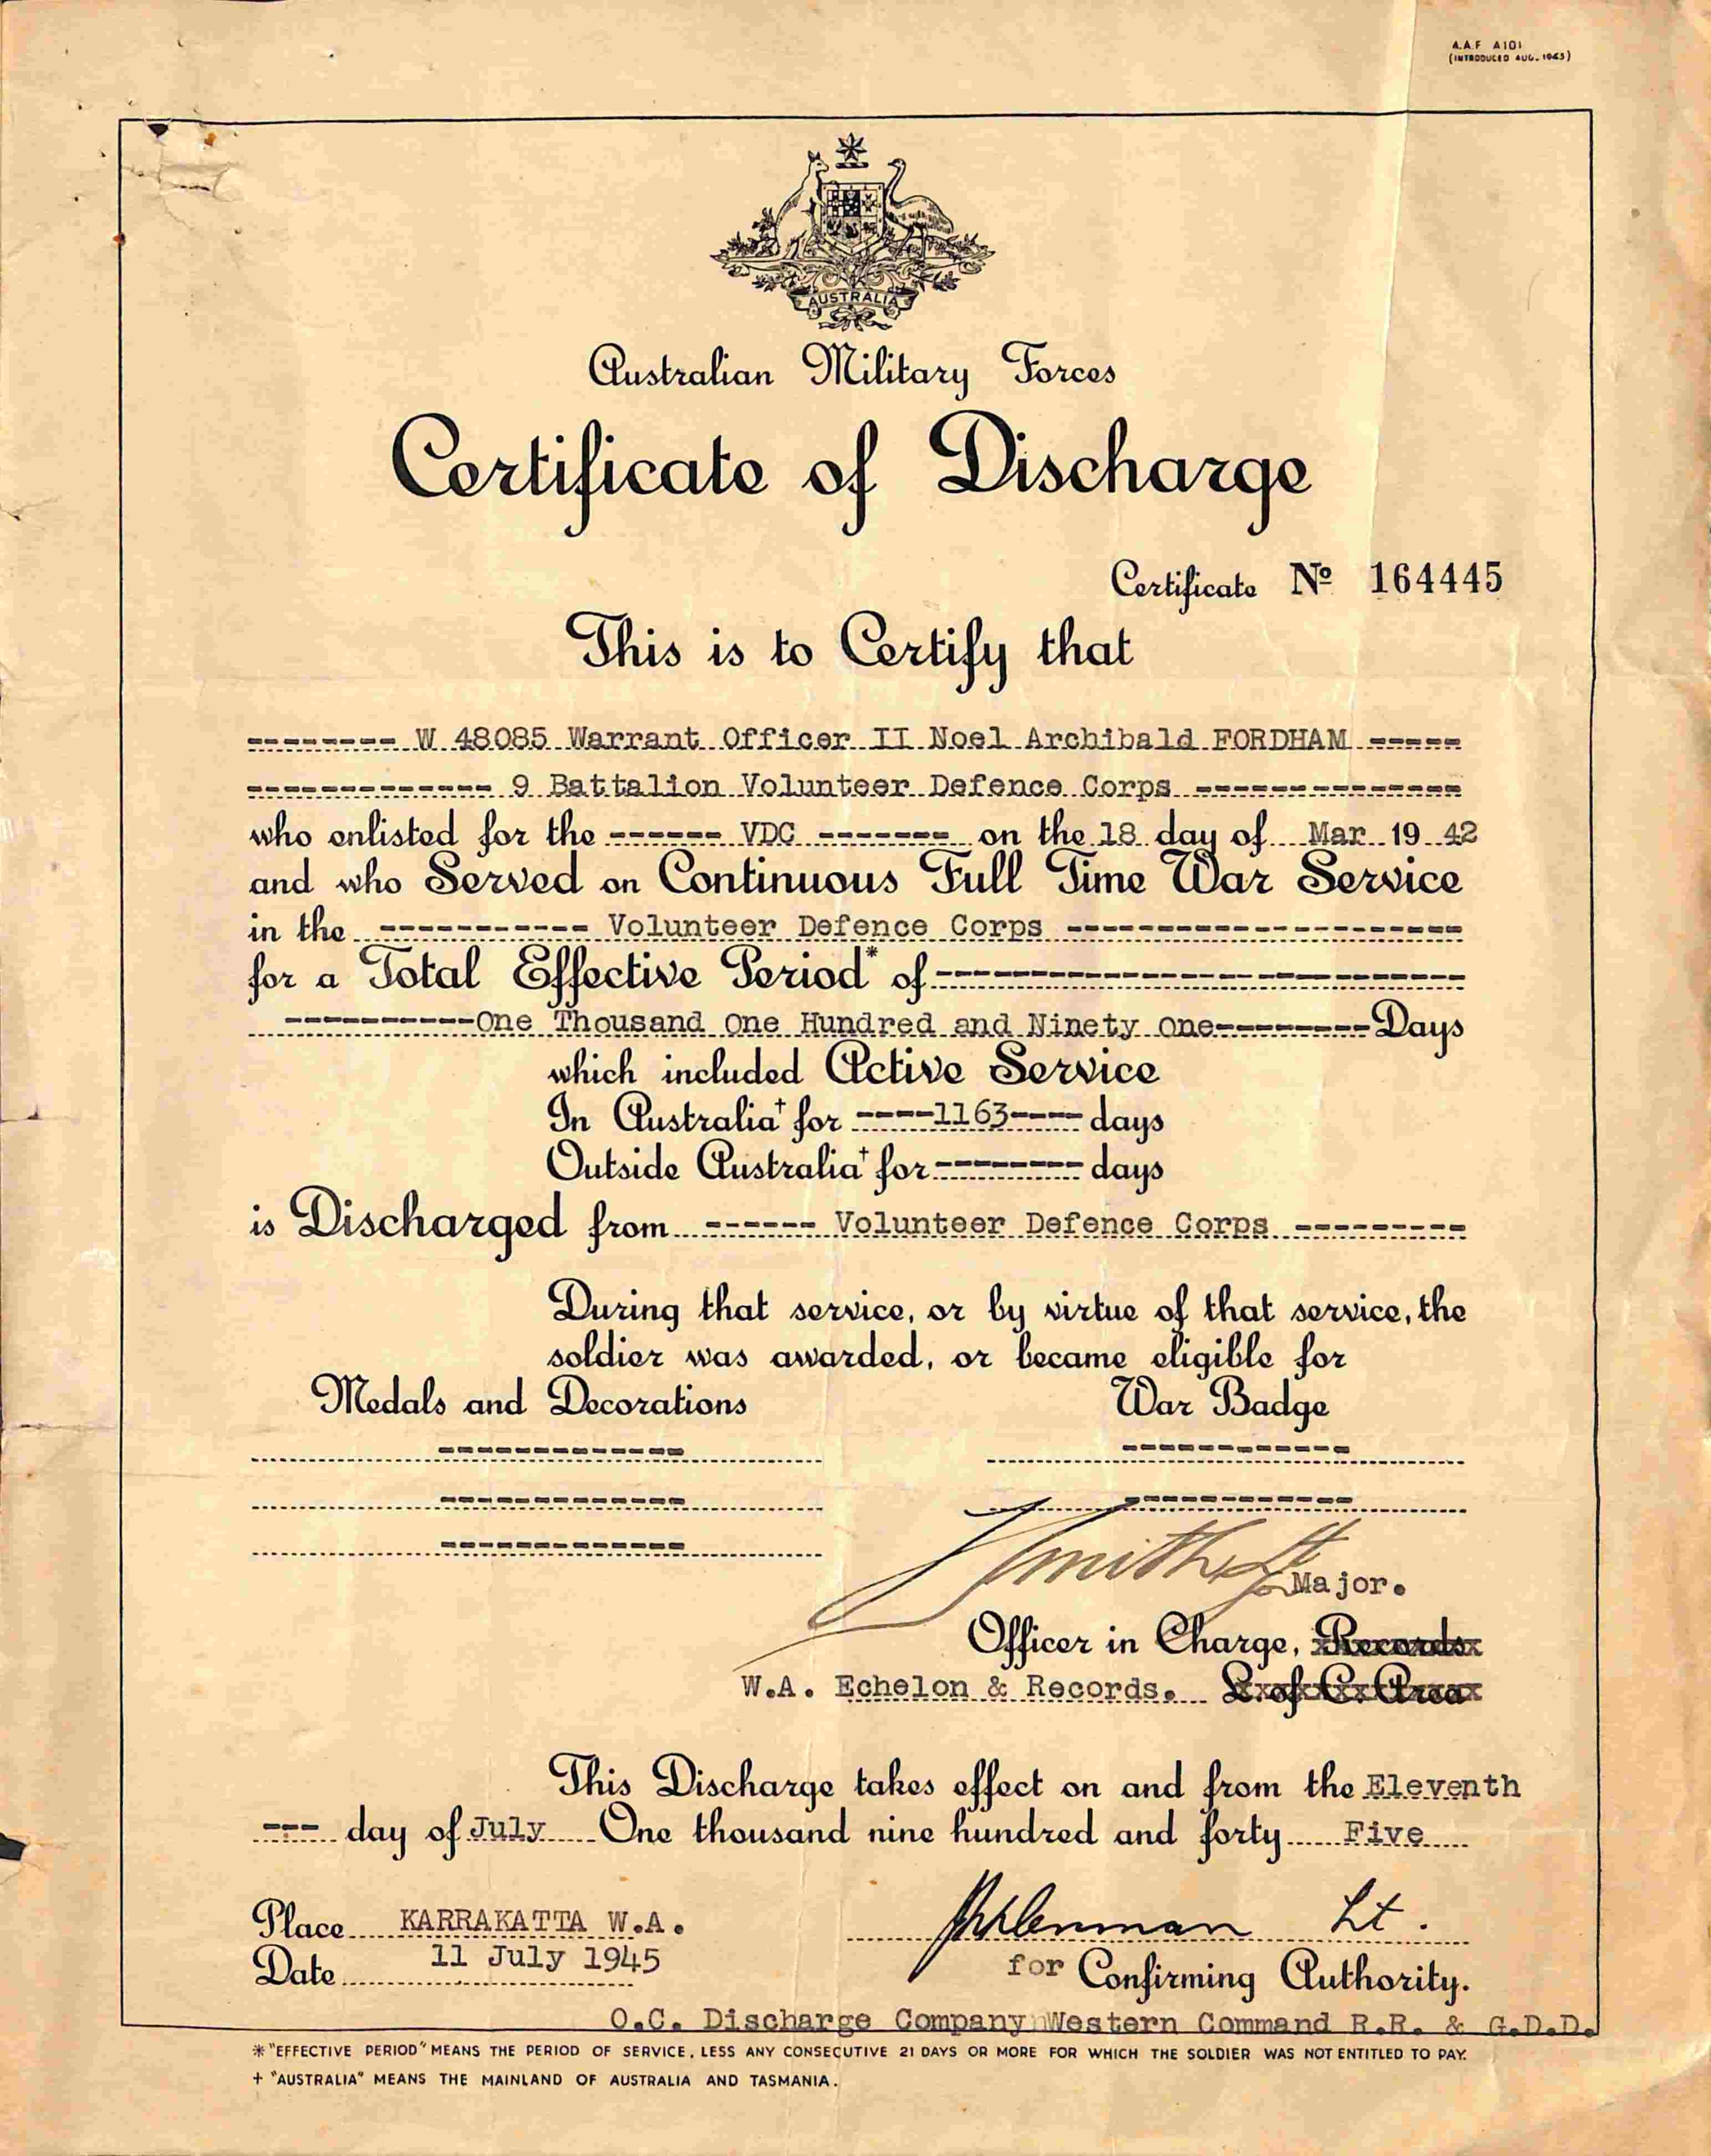 A.A.F A101
(INTRODUCED AUG. 1943)
AUSTRALIA
Australian Military Forces
Certificate of Discharge
Certificate Nº 164445
This is to Certify that
-------- W 48085 Warrant Officer II Noel Archibald FORDHAM -----
------------- 9 Battalion Volunteer Defence Corps --------------
who enlisted for the ------ VDC ------- on the 18 day of Mar 19 42
and who Served on Continuous Full Time War Service
in the ----------- Volunteer Defence Corps ---------------------
for a Total Effective Period* of ----------------------------
----------One Thousand One Hundred and Ninety One-------- Days
which included Active Service
In Australia† for ----1163---- days
Outside Australia† for --------- days
is Discharged from ------ Volunteer Defence Corps ---------
During that service, or by virtue of that service, the
soldier was awarded, or became eligible for
Medals and Decorations War Badge
------------- ------------
------------- ------------
-------------
Smith Lt
Major.
Officer in Charge, Records
W.A. Echelon & Records. L. of C. Area
This Discharge takes effect on and from the Eleventh
--- day of July One thousand nine hundred and forty Five
Place KARRAKATTA W.A. Lt.
Date 11 July 1945 for Confirming Authority.
O.C. Discharge Company Western Command R.R. & G.D.D.
* "EFFECTIVE PERIOD" MEANS THE PERIOD OF SERVICE, LESS ANY CONSECUTIVE 21 DAYS OR MORE FOR WHICH THE SOLDIER WAS NOT ENTITLED TO PAY.
† "AUSTRALIA" MEANS THE MAINLAND OF AUSTRALIA AND TASMANIA.